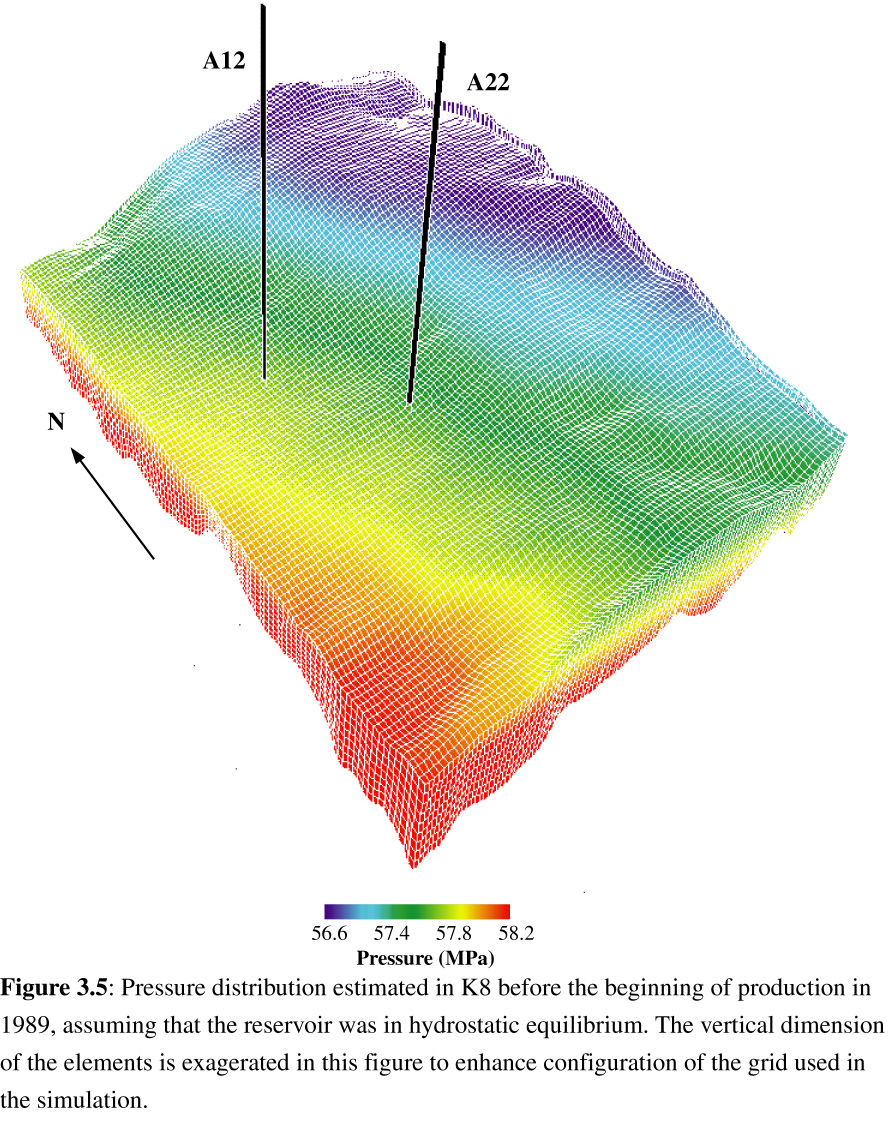 A12
A22
N
56.6 57.4 57.8 58.2
Pressure (MPa)
Figure 3.5: Pressure distribution estimated in K8 before the beginning of production in
1989, assuming that the reservoir was in hydrostatic equilibrium. The vertical dimension
of the elements is exagerated in this figure to enhance configuration of the grid used in
the simulation.